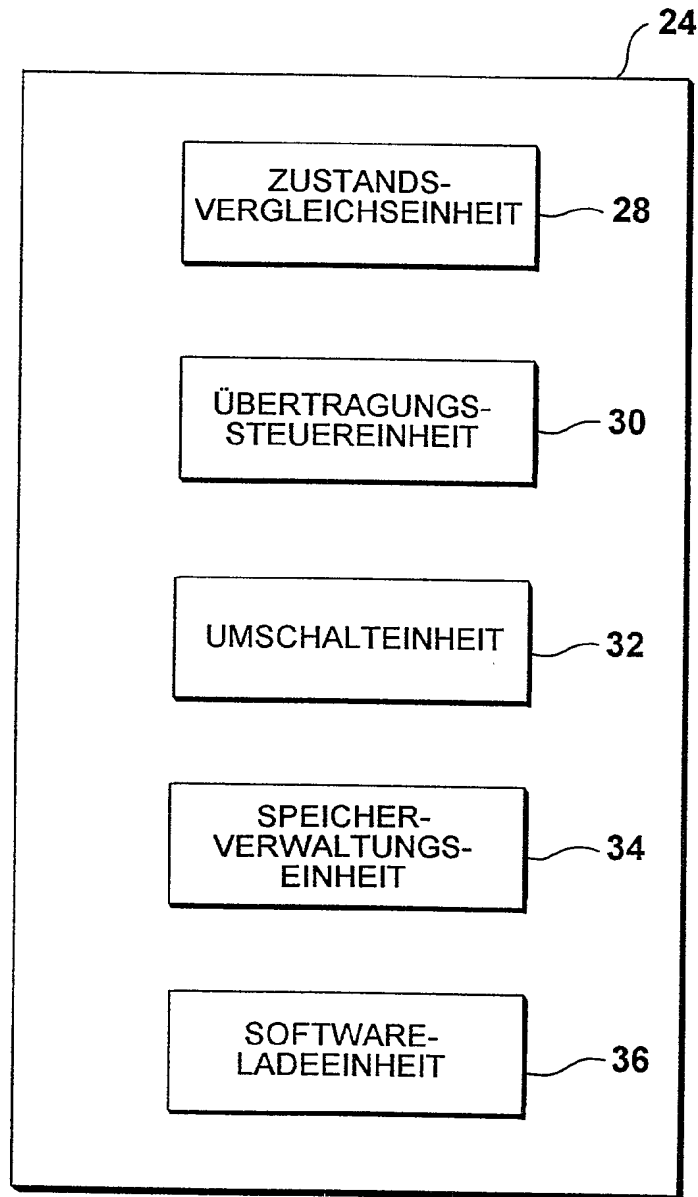 24
ZUSTANDS-
VERGLEICHSEINHEIT
28
ÜBERTRAGUNGS-
STEUEREINHEIT
30
UMSCHALTEINHEIT
32
SPEICHER-
VERWALTUNGS-
EINHEIT
34
SOFTWARE-
LADEEINHEIT
36